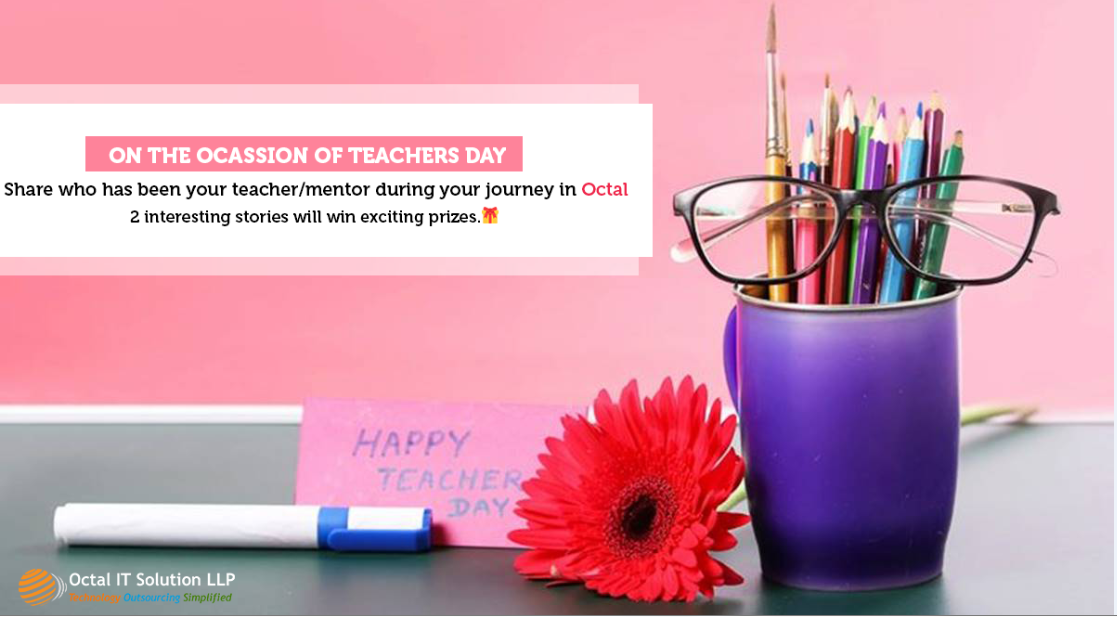 ON THE OCASSION OF TEACHERS DAY
Share who has been your teacher/mentor during your journey in Octal
2 interesting stories will win exciting prizes.
HAPPY
TEACHER
DAY
Octal IT Solution LLP
Technology Outsourcing Simplified